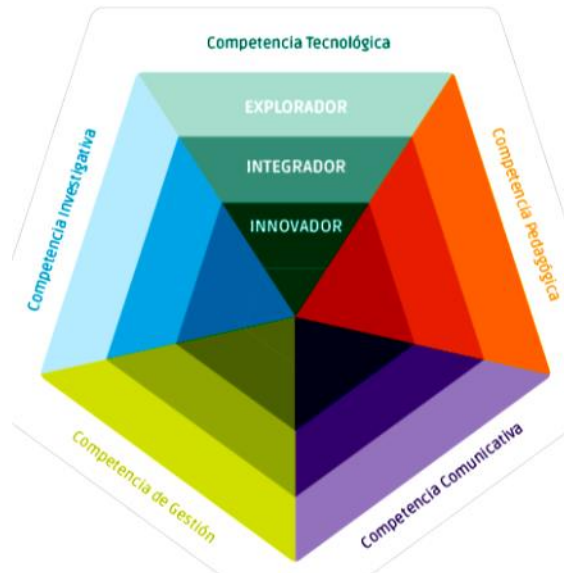 Competencia Tecnológica
EXPLORADOR
INTEGRADOR
INNOVADOR
Competencia Investigativa
Competencia Pedagógica
Competencia de Gestión
Competencia Comunicativa